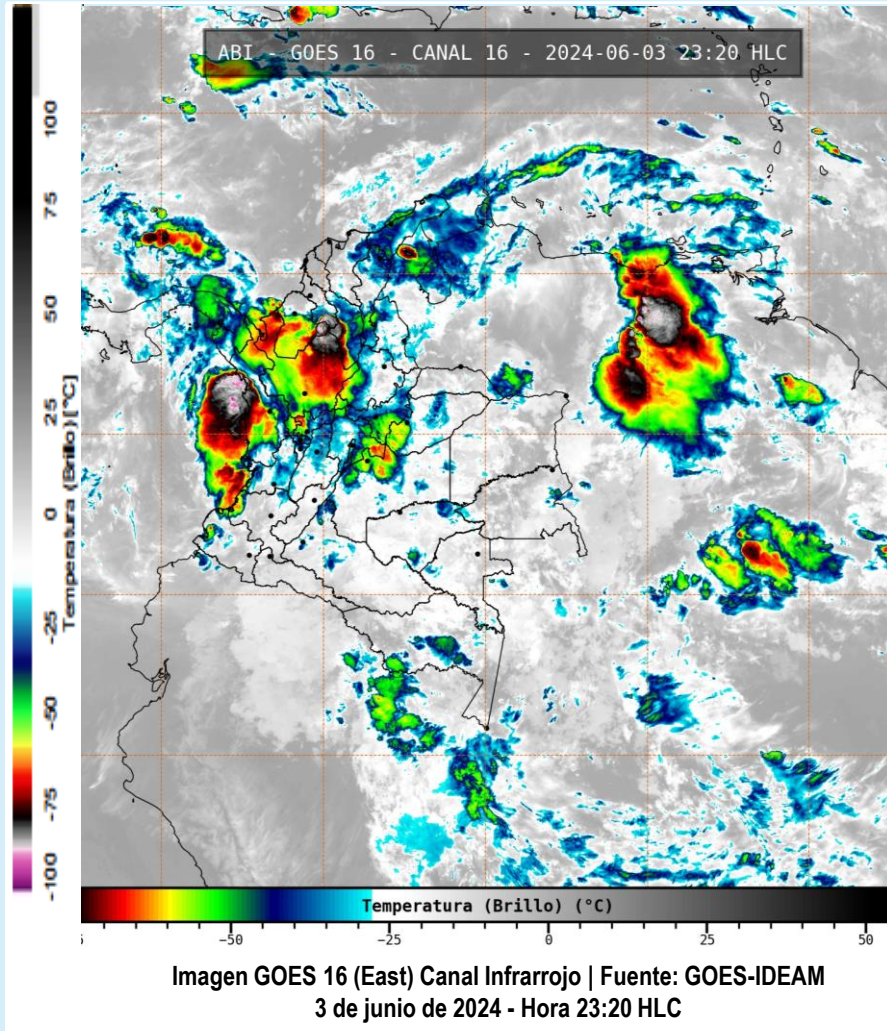 ABI - GOES 16 - CANAL 16 - 2024-06-03 23:20 HLC
100
75
50
25
0
-25
-50
-75
-100
Temperatura (Brillo) [°C]
Temperatura (Brillo) (°C)
-50
-25
0
25
50
Imagen GOES 16 (East) Canal Infrarrojo | Fuente: GOES-IDEAM
3 de junio de 2024 - Hora 23:20 HLC